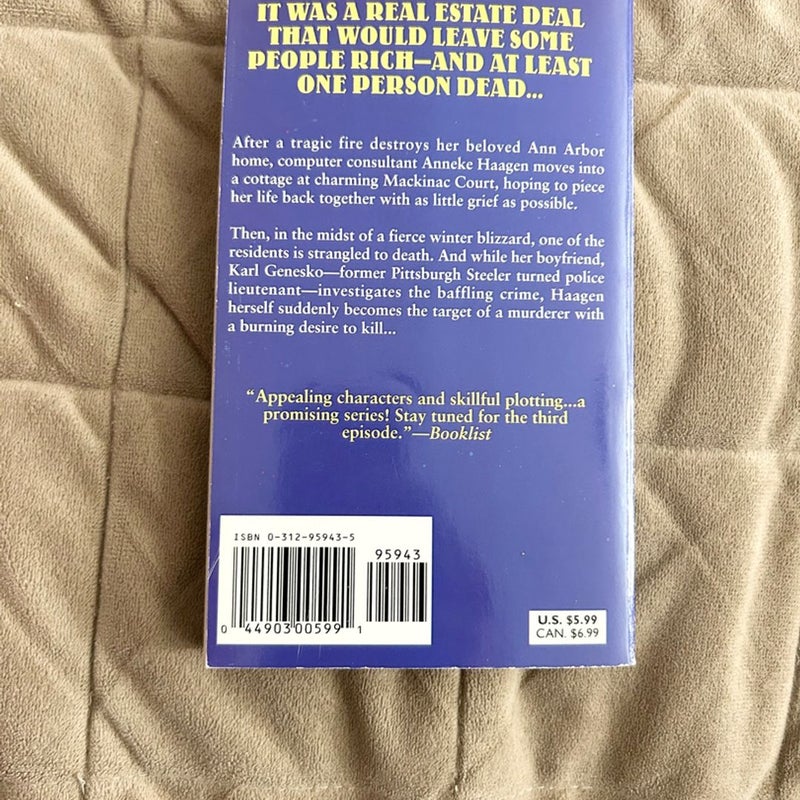 IT WAS A REAL ESTATE DEAL
THAT WOULD LEAVE SOME
PEOPLE RICH—AND AT LEAST
ONE PERSON DEAD...
After a tragic fire destroys her beloved Ann Arbor
home, computer consultant Anneke Haagen moves into
a cottage at charming Mackinac Court, hoping to piece
her life back together with as little grief as possible.
Then, in the midst of a fierce winter blizzard, one of the
residents is strangled to death. And while her boyfriend,
Karl Genesko—former Pittsburgh Steeler turned police
lieutenant—investigates the baffling crime, Haagen
herself suddenly becomes the target of a murderer with
a burning desire to kill...
“Appealing characters and skillful plotting...a
promising series! Stay tuned for the third
episode.”—Booklist
ISBN 0-312-95943-5
95943
0 44903 00599 1
U.S. $5.99
CAN. $6.99